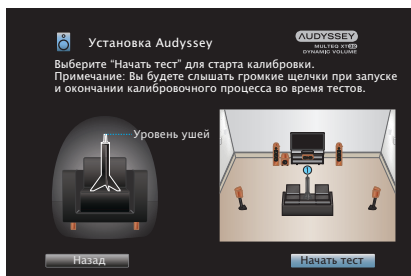 Установка Audyssey
AUDYSSEY
MULTEQ XT32
DYNAMIC VOLUME
Выберите "Начать тест" для старта калибровки.
Примечание: Вы будете слышать громкие щелчки при запуске
и окончании калибровочного процесса во время тестов.
Уровень ушей
1
Назад
Начать тест